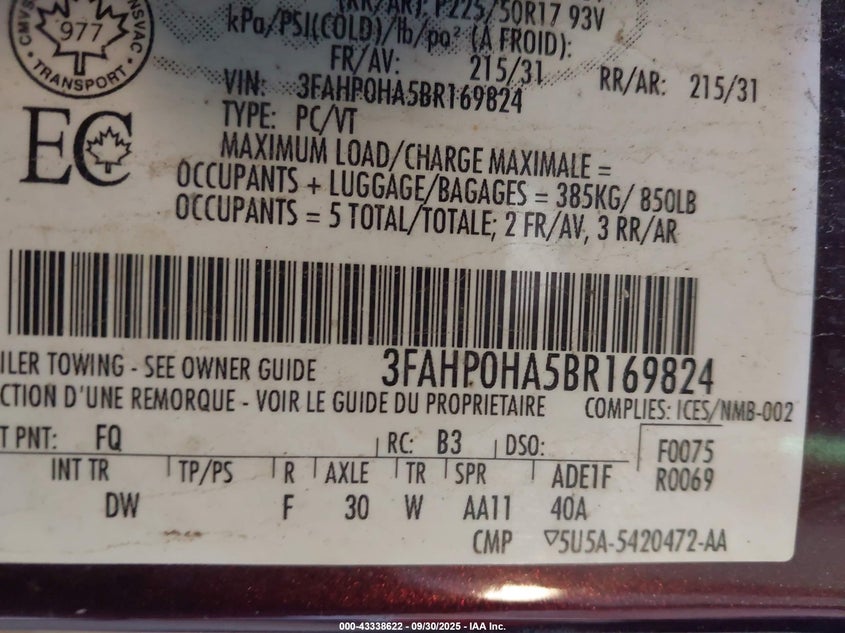 (RR/AR): P225/50R17 93V
kPa/PSI(COLD)/lb/po² (À FROID):
FR/AV: 215/31 RR/AR: 215/31
977
TRANSPORT
VIN: 3FAHP0HA5BR169824
TYPE: PC/VT
EC
MAXIMUM LOAD/CHARGE MAXIMALE =
OCCUPANTS + LUGGAGE/BAGAGES = 385KG/ 850LB
OCCUPANTS = 5 TOTAL/TOTALE; 2 FR/AV, 3 RR/AR
ILER TOWING - SEE OWNER GUIDE 3FAHP0HA5BR169824
CTION D'UNE REMORQUE - VOIR LE GUIDE DU PROPRIETAIRE COMPLIES: ICES/NMB-002
T PNT: FQ RC: B3 DSO: F0075
INT TR TP/PS R AXLE TR SPR ADE1F R0069
DW F 30 W AA11 40A
CMP ▽5U5A-5420472-AA
000-43338622 - 09/30/2025 - IAA Inc.